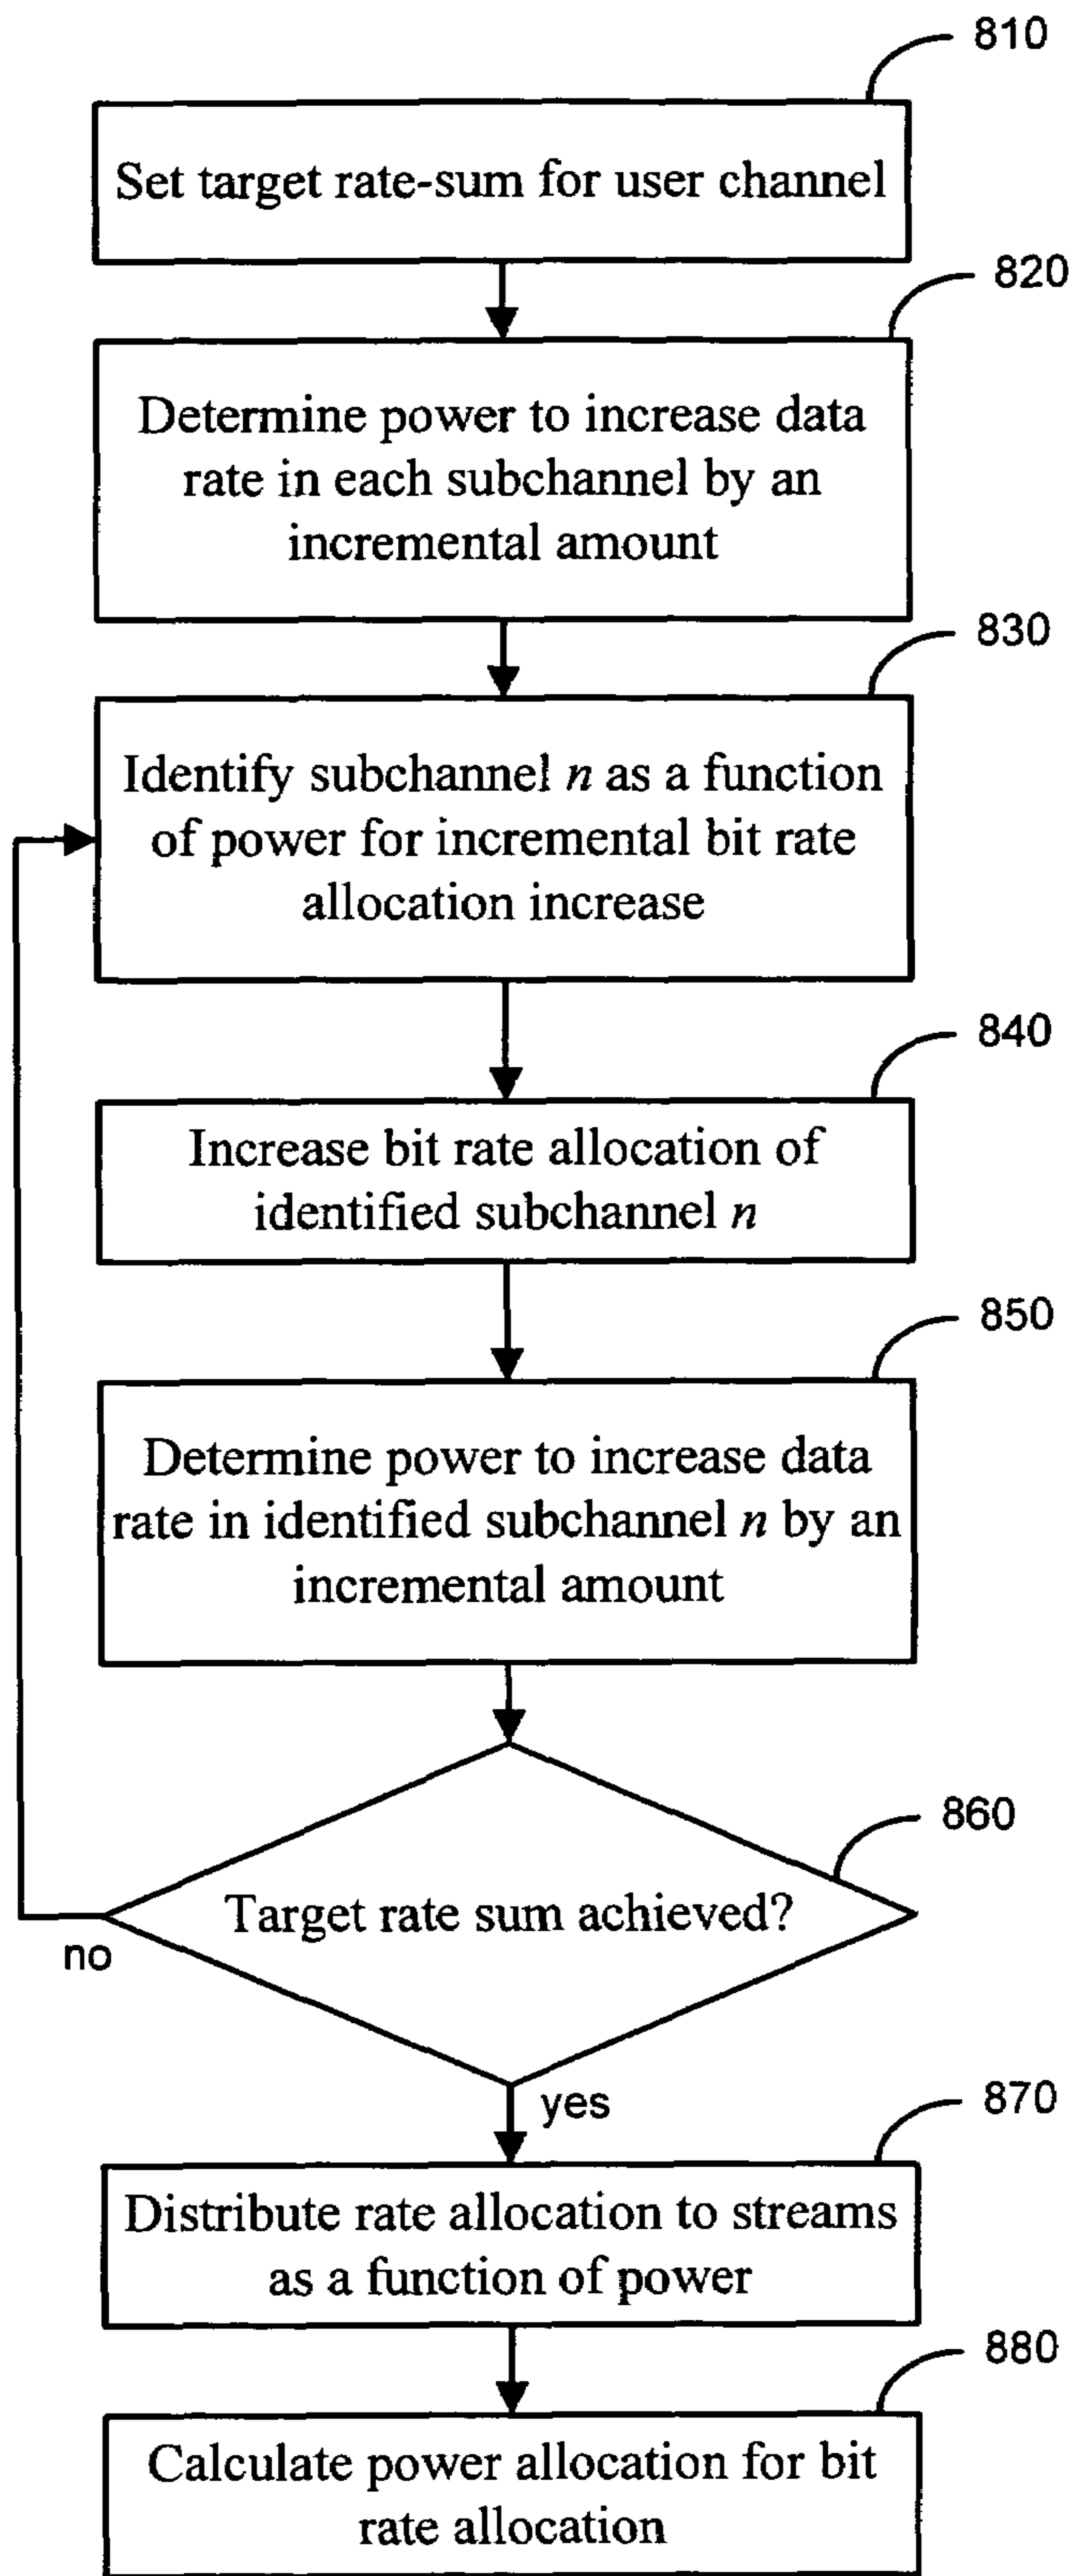 810
Set target rate-sum for user channel
820
Determine power to increase data
rate in each subchannel by an
incremental amount
830
Identify subchannel n as a function
of power for incremental bit rate
allocation increase
840
Increase bit rate allocation of
identified subchannel n
850
Determine power to increase data
rate in identified subchannel n by an
incremental amount
860
Target rate sum achieved?
no
yes
870
Distribute rate allocation to streams
as a function of power
880
Calculate power allocation for bit
rate allocation